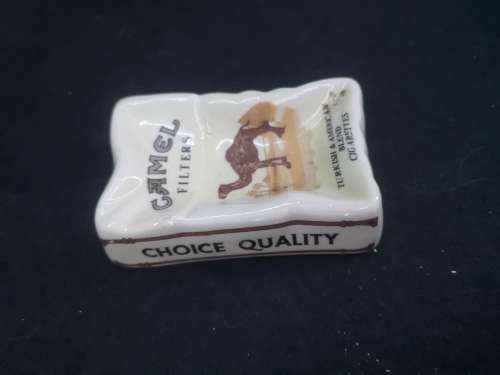 CAMEL
FILTERS
TURKISH & AMERICAN
BLEND
CIGARETTES
CHOICE QUALITY